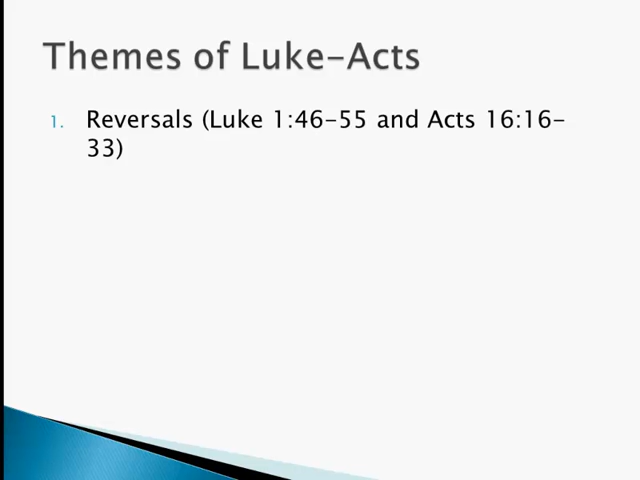 Themes of Luke-Acts
1. Reversals (Luke 1:46-55 and Acts 16:16-
33)